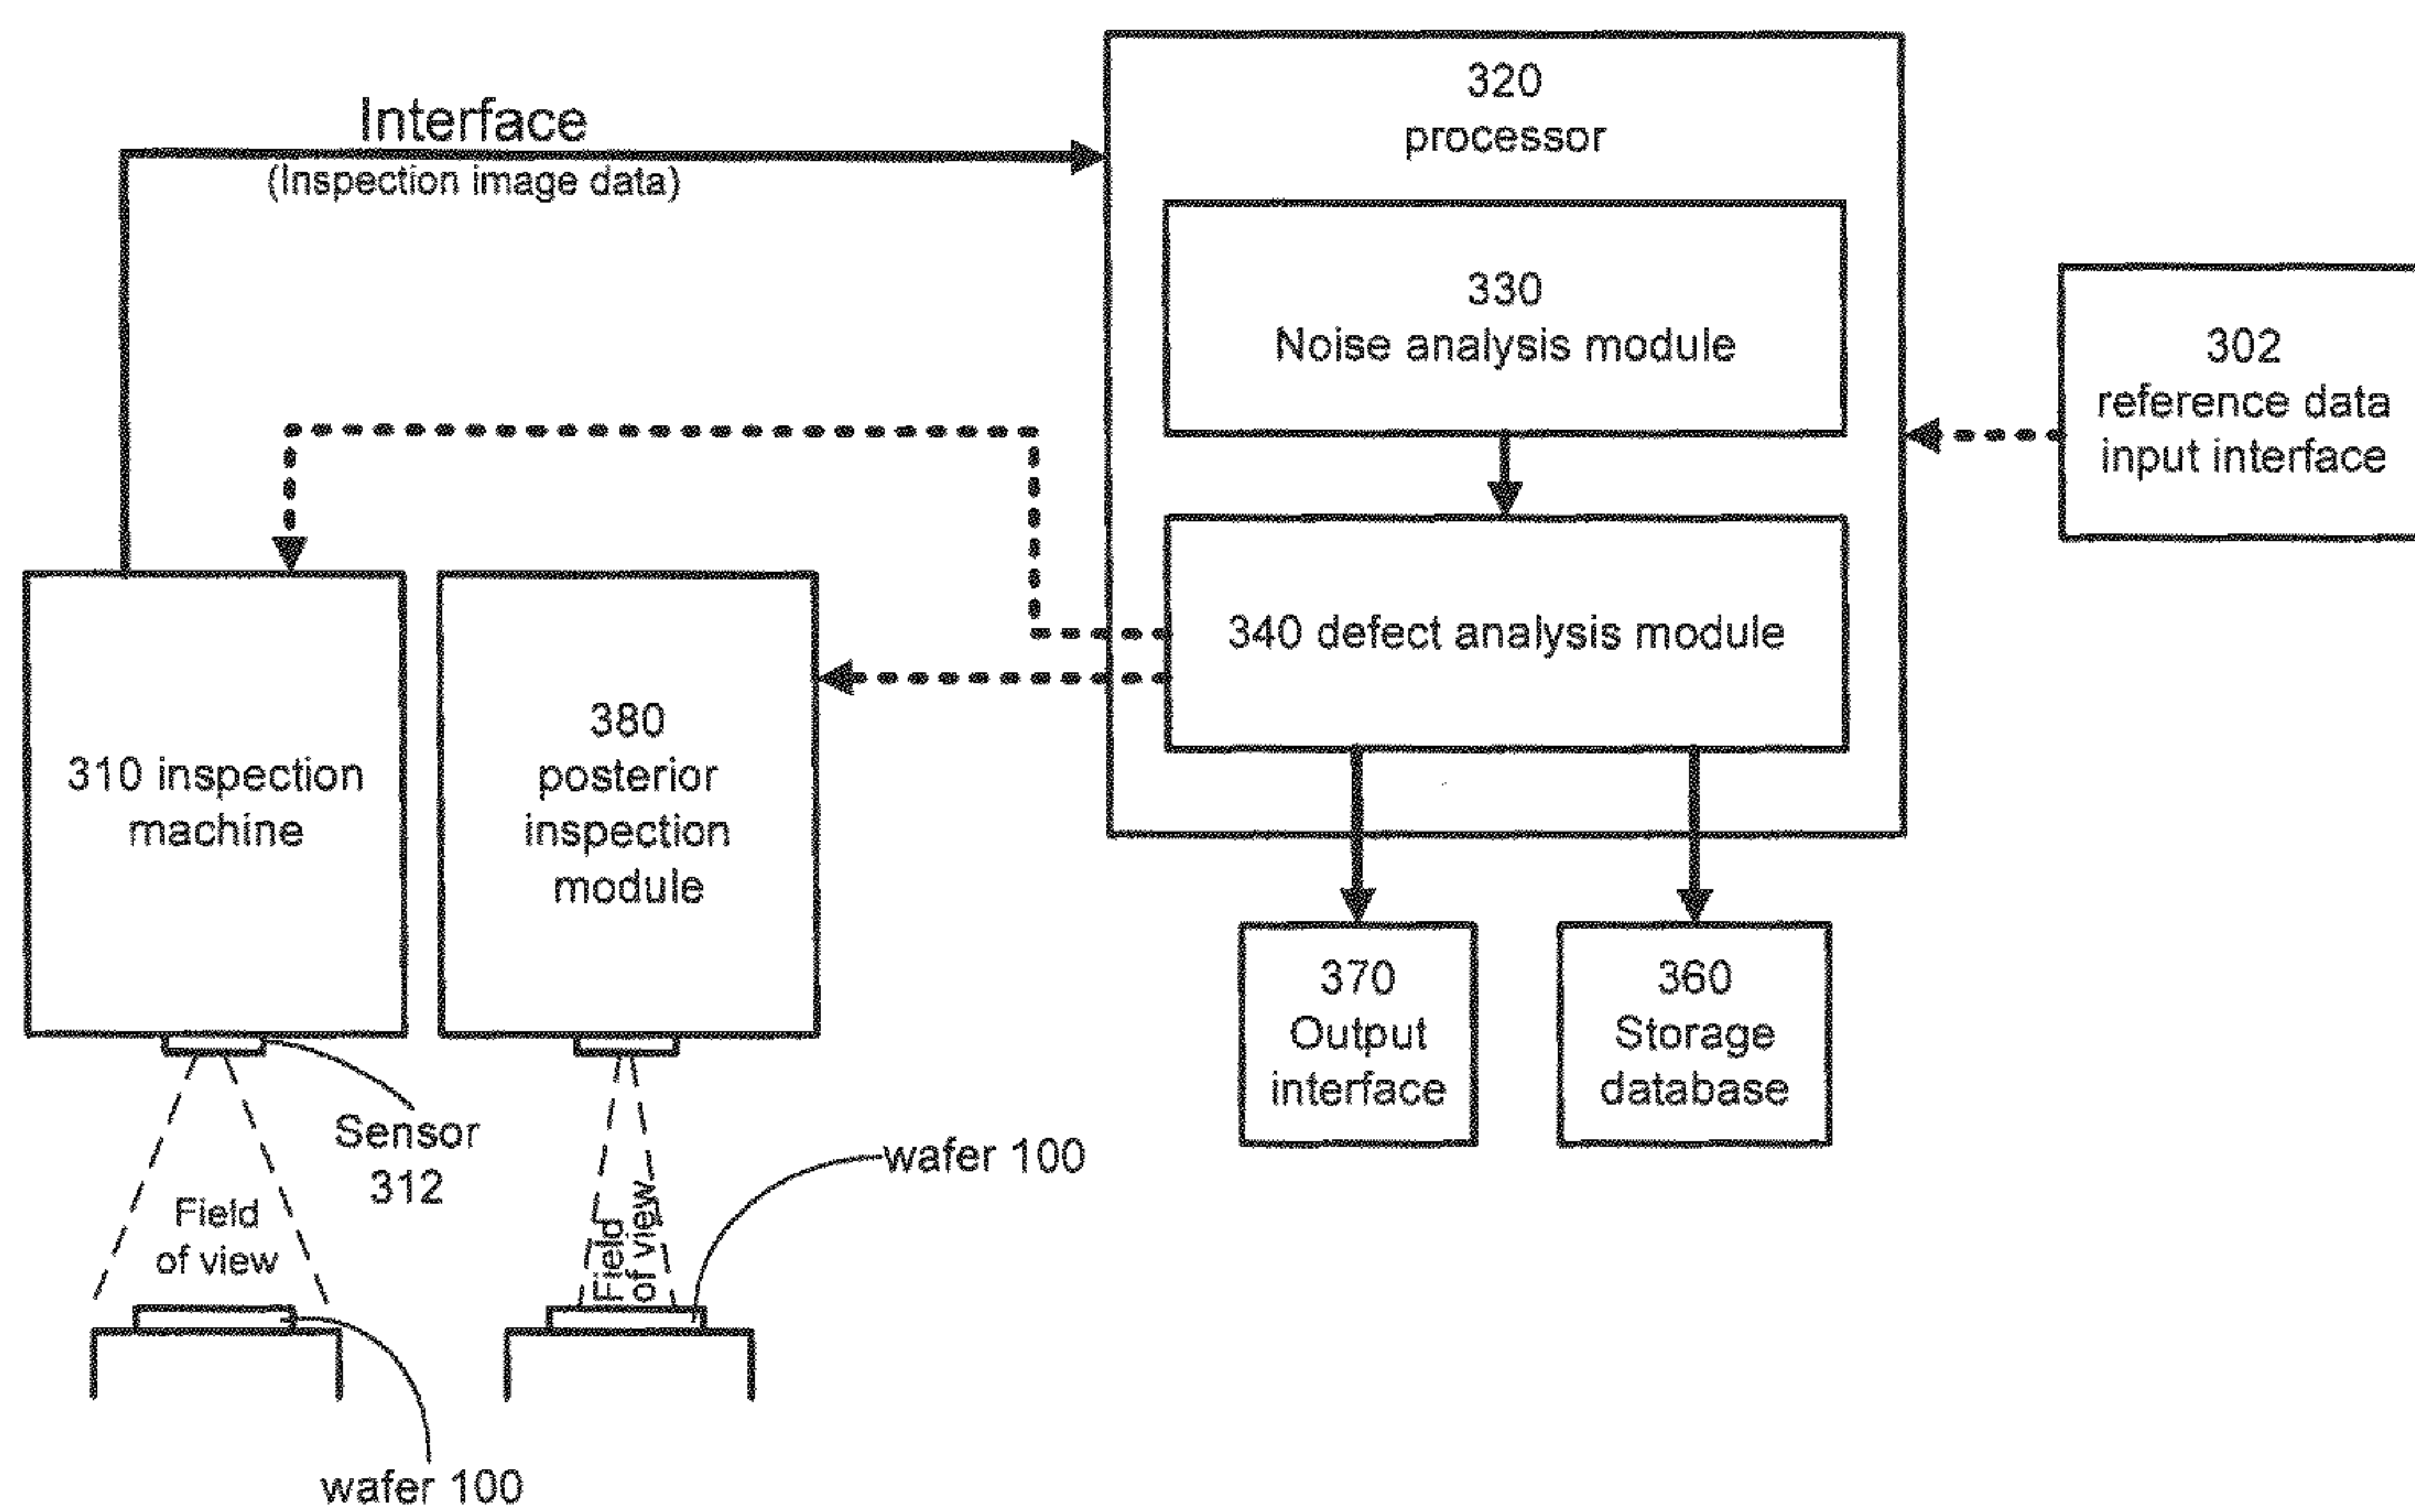 320
processor
Interface
(Inspection image data)
330
Noise analysis module
302
reference data
input interface
340 defect analysis module
310 inspection
machine
380
posterior
inspection
module
370
Output
interface
360
Storage
database
Sensor
312
Field
of view
Field
of view
wafer 100
wafer 100